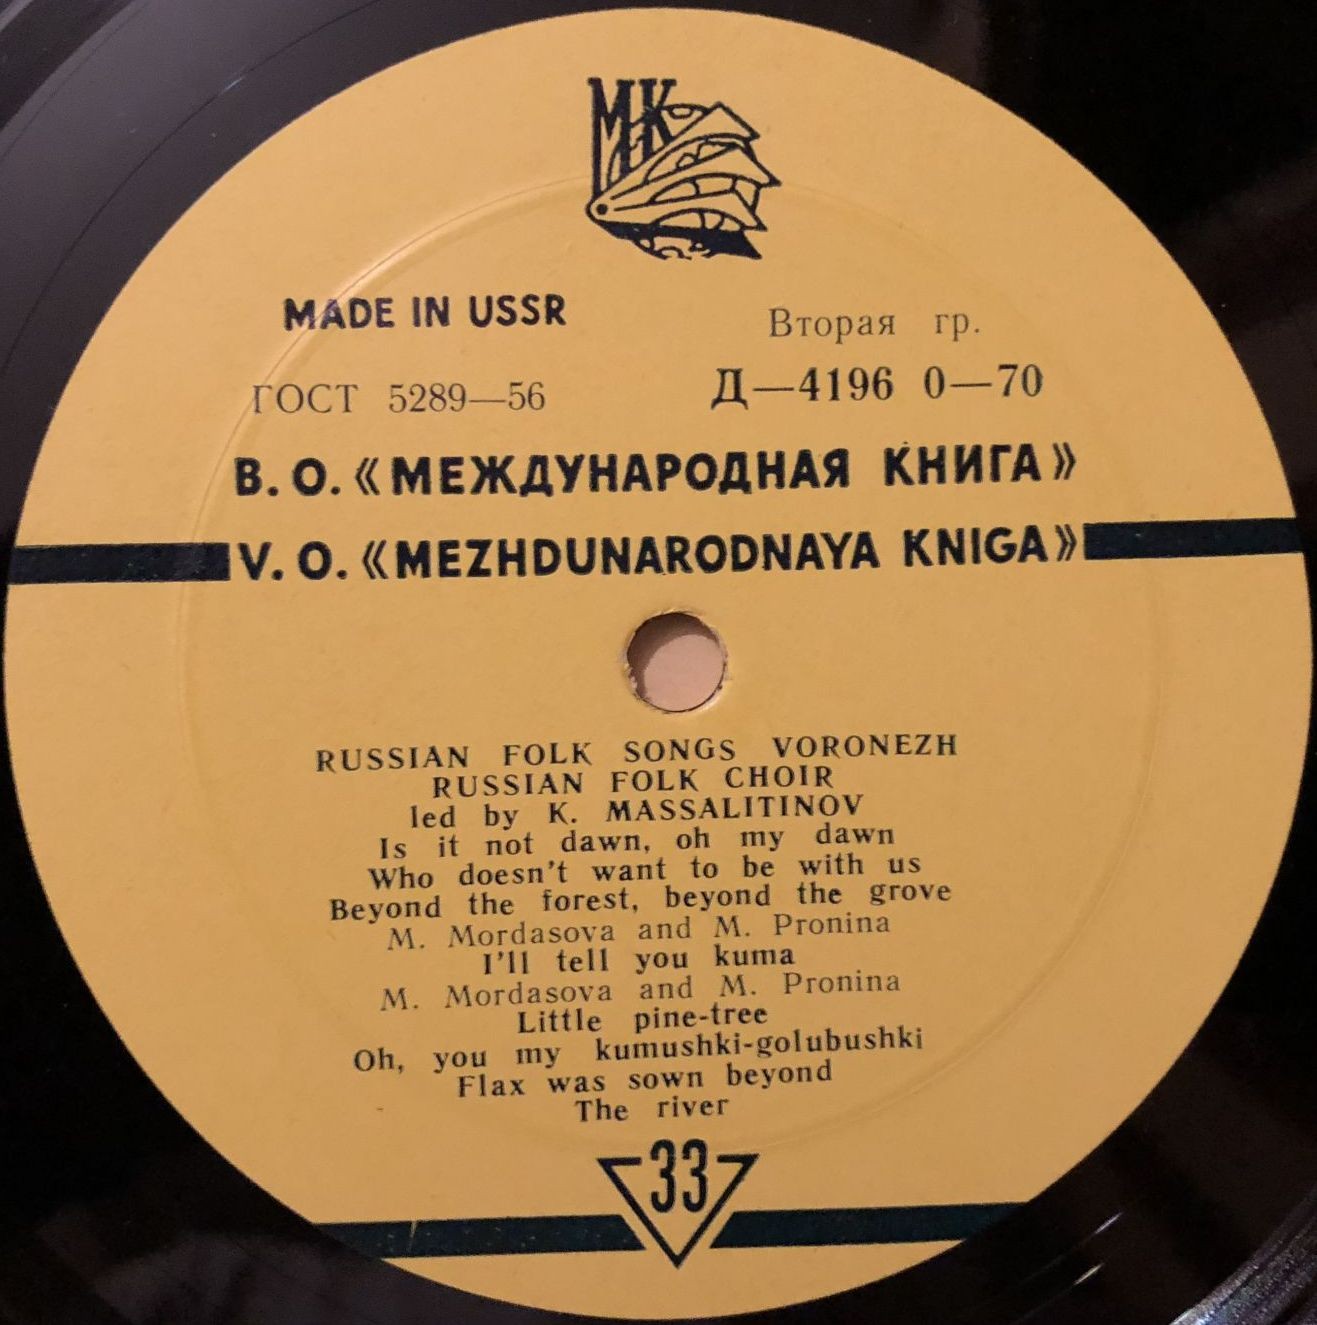 МК
MADE IN USSR
Вторая гр.
ГОСТ 5289—56
Д—4196 0—70
В. О. «МЕЖДУНАРОДНАЯ КНИГА»
V. O. «MEZHDUNARODNAYA KNIGA»
RUSSIAN FOLK SONGS VORONEZH
RUSSIAN FOLK CHOIR
led by K. MASSALITINOV
Is it not dawn, oh my dawn
Who doesn't want to be with us
Beyond the forest, beyond the grove
M. Mordasova and M. Pronina
I'll tell you kuma
M. Mordasova and M. Pronina
Little pine-tree
Oh, you my kumushki-golubushki
Flax was sown beyond
The river
33